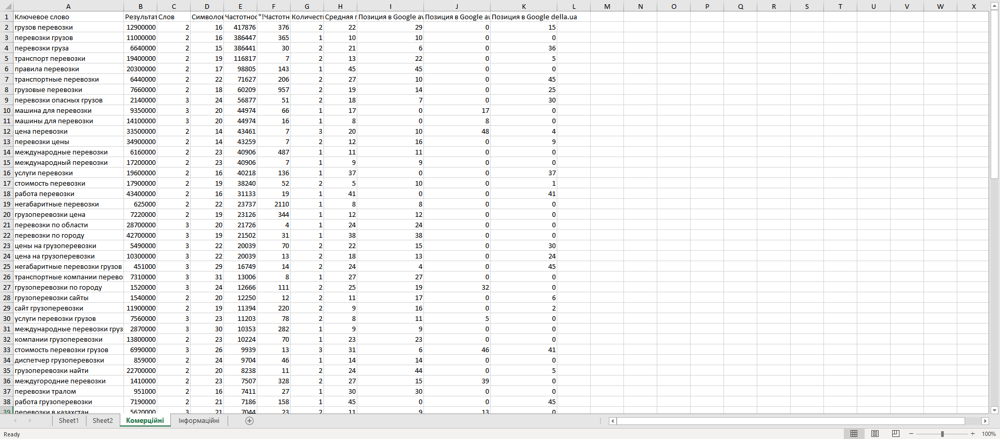 A B C D E F G H I J K L M N O P Q R S T U V W X
1 Ключевое слово Результат Слов Символов Частотнос "!Частотн Количест Средняя п Позиция в Google av Позиция в Google au Позиция в Google della.ua
2 грузов перевозки 12900000 2 16 417876 376 2 22 29 0 15
3 перевозки грузов 11000000 2 16 386447 365 1 10 10 0 0
4 перевозки груза 6640000 2 15 386441 30 2 21 6 0 36
5 транспорт перевозки 19400000 2 19 116817 7 2 13 22 0 5
6 правила перевозки 20300000 2 17 98805 143 1 45 45 0 0
7 транспортные перевозки 6440000 2 22 71627 206 2 27 10 0 45
8 грузовые перевозки 7660000 2 18 60209 957 2 19 14 0 25
9 перевозки опасных грузов 2140000 3 24 56877 51 2 18 7 0 30
10 машина для перевозки 9350000 3 20 44974 66 1 17 0 17 0
11 машины для перевозки 14100000 3 20 44974 16 1 8 0 8 0
12 цена перевозки 33500000 2 14 43461 7 3 20 10 48 4
13 перевозки цены 34900000 2 14 43259 7 2 12 16 0 9
14 международные перевозки 6160000 2 23 40906 487 1 11 11 0 0
15 международный перевозки 17200000 2 23 40906 7 1 9 9 0 0
16 услуги перевозки 19600000 2 16 40218 136 1 37 0 0 37
17 стоимость перевозки 17900000 2 19 38240 52 2 5 10 0 1
18 работа перевозки 43400000 2 16 31133 19 1 41 0 0 41
19 негабаритные перевозки 625000 2 22 23737 2110 1 8 8 0 0
20 грузоперевозки цена 7220000 2 19 23126 344 1 12 12 0 0
21 перевозки по области 28700000 3 20 21726 4 1 24 24 0 0
22 перевозки по городу 42700000 3 19 21502 31 1 38 38 0 0
23 цены на грузоперевозки 5490000 3 22 20039 70 2 22 15 0 30
24 цена на грузоперевозки 10300000 3 22 20039 13 2 18 13 0 24
25 негабаритные перевозки грузов 451000 3 29 16749 14 2 24 4 0 45
26 транспортные компании перево 7310000 3 31 13006 8 1 27 27 0 0
27 грузоперевозки по городу 1520000 3 24 12666 111 2 25 19 32 0
28 грузоперевозки сайты 1540000 2 20 12250 12 2 11 17 0 6
29 сайт грузоперевозки 11900000 2 19 11394 220 2 9 16 0 2
30 услуги перевозки грузов 7560000 3 23 11203 78 2 8 11 5 0
31 международные перевозки груз 2870000 3 30 10353 282 1 9 9 0 0
32 компании грузоперевозки 13800000 2 23 10224 70 1 23 23 0 0
33 стоимость перевозки грузов 6990000 3 26 9939 13 3 31 6 46 41
34 диспетчер грузоперевозки 859000 2 24 9704 46 1 14 14 0 0
35 грузоперевозки найти 22700000 2 20 8238 11 2 24 44 0 5
36 междугородние перевозки 1410000 2 23 7507 328 2 27 15 39 0
37 перевозки тралом 951000 2 16 7411 27 1 30 30 0 0
38 работа грузоперевозки 7190000 2 21 7186 158 1 45 0 0 45
39 перевозки в казахстан 5620000 3 21 7044 23 2 11 9 13 0
Sheet1 Sheet2 Комерційні Інформаційні
Ready 100%